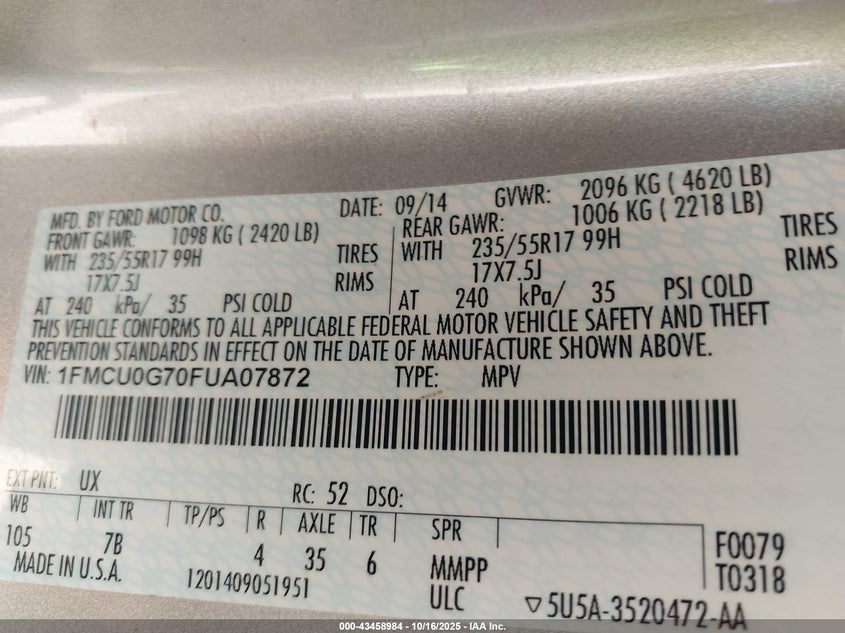 MFD. BY FORD MOTOR CO. DATE: 09/14 GVWR: 2096 KG ( 4620 LB)
FRONT GAWR: 1098 KG ( 2420 LB) REAR GAWR: 1006 KG ( 2218 LB)
WITH 235/55R17 99H TIRES WITH 235/55R17 99H TIRES
17X7.5J RIMS 17X7.5J RIMS
AT 240 kPa/ 35 PSI COLD AT 240 kPa/ 35 PSI COLD
THIS VEHICLE CONFORMS TO ALL APPLICABLE FEDERAL MOTOR VEHICLE SAFETY AND THEFT
PREVENTION STANDARDS IN EFFECT ON THE DATE OF MANUFACTURE SHOWN ABOVE.
VIN: 1FMCU0G70FUA07872 TYPE: MPV
EXT PNT: UX RC: 52 DSO:
WB INT TR TP/PS R AXLE TR SPR F0079
105 7B 4 35 6 MMPP T0318
MADE IN U.S.A. 1201409051951 ULC ▽5U5A-3520472-AA
000-43458984 | 10/16/2025 | IAA Inc.